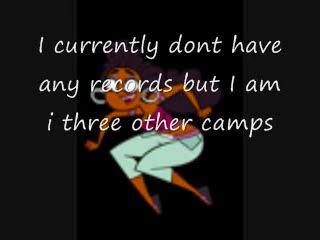 I currently dont have
any records but I am
i three other camps